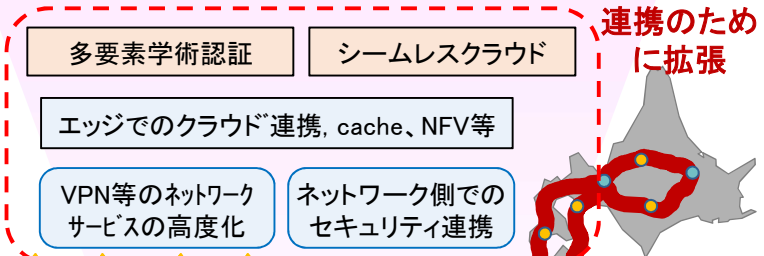 多要素学術認証
シームレスクラウド
連携のため
に拡張
エッジでのクラウド゙連携, cache、NFV等
VPN等のﾈｯﾄﾜｰｸ
ｻｰﾋﾞｽの高度化
ネットワーク側での
セキュリティ連携